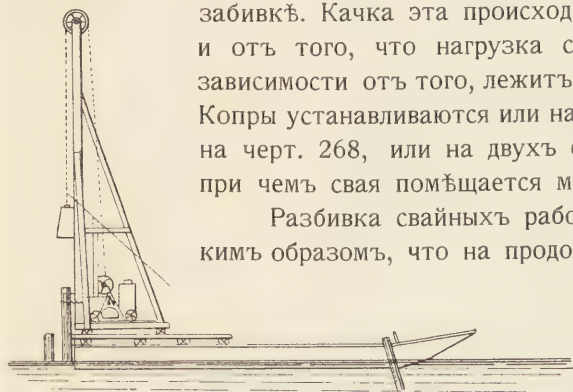 забивкѣ. Качка эта происход
и отъ того, что нагрузка с
зависимости отъ того, лежитъ
Копры устанавливаются или на
на черт. 268, или на двухъ
при чемъ свая помѣщается м
Разбивка свайныхъ рабо
кимъ образомъ, что на продо